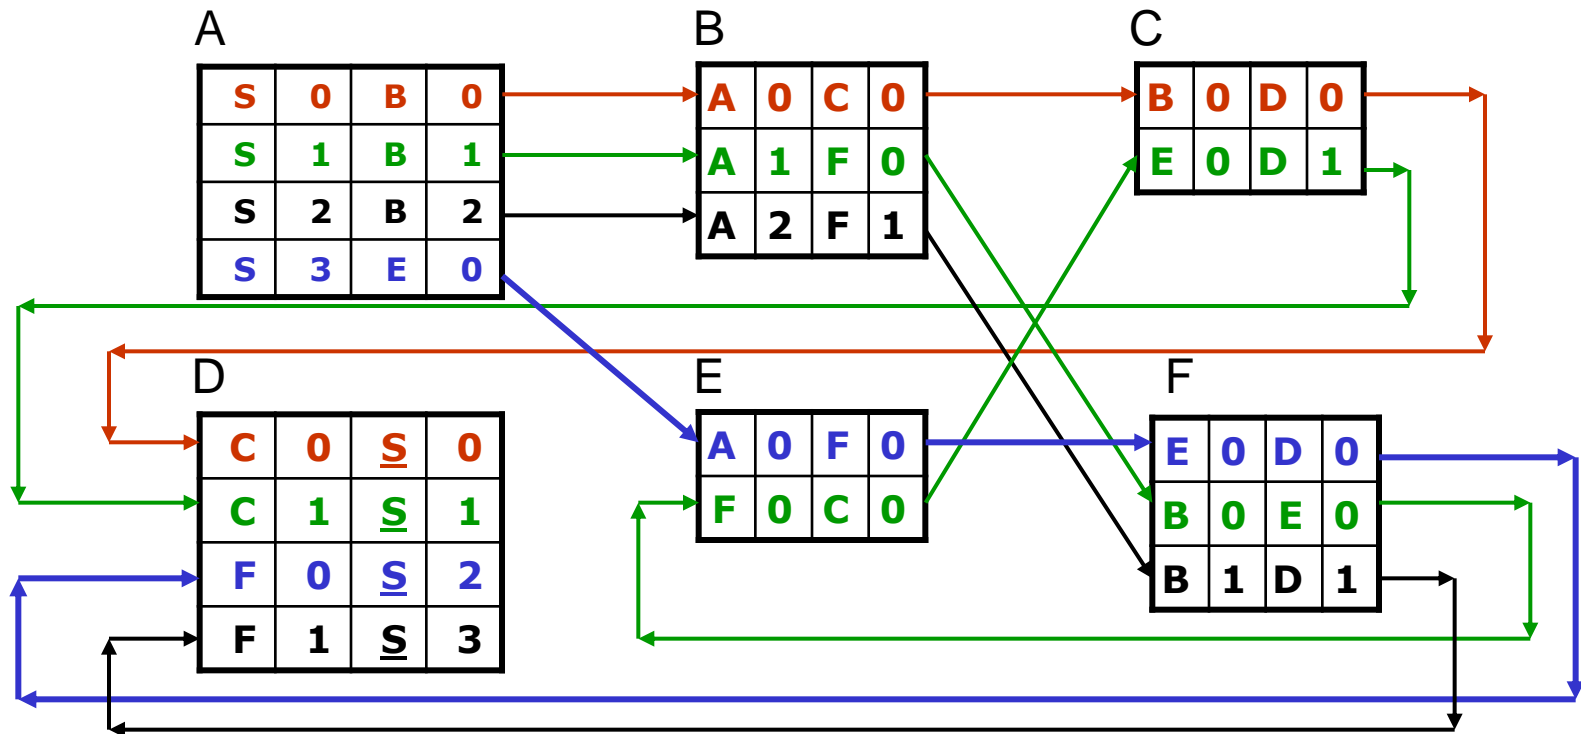 A
S 0 B 0
S 1 B 1
S 2 B 2
S 3 E 0
B
A 0 C 0
A 1 F 0
A 2 F 1
C
B 0 D 0
E 0 D 1
D
C 0 S 0
C 1 S 1
F 0 S 2
F 1 S 3
E
A 0 F 0
F 0 C 0
F
E 0 D 0
B 0 E 0
B 1 D 1